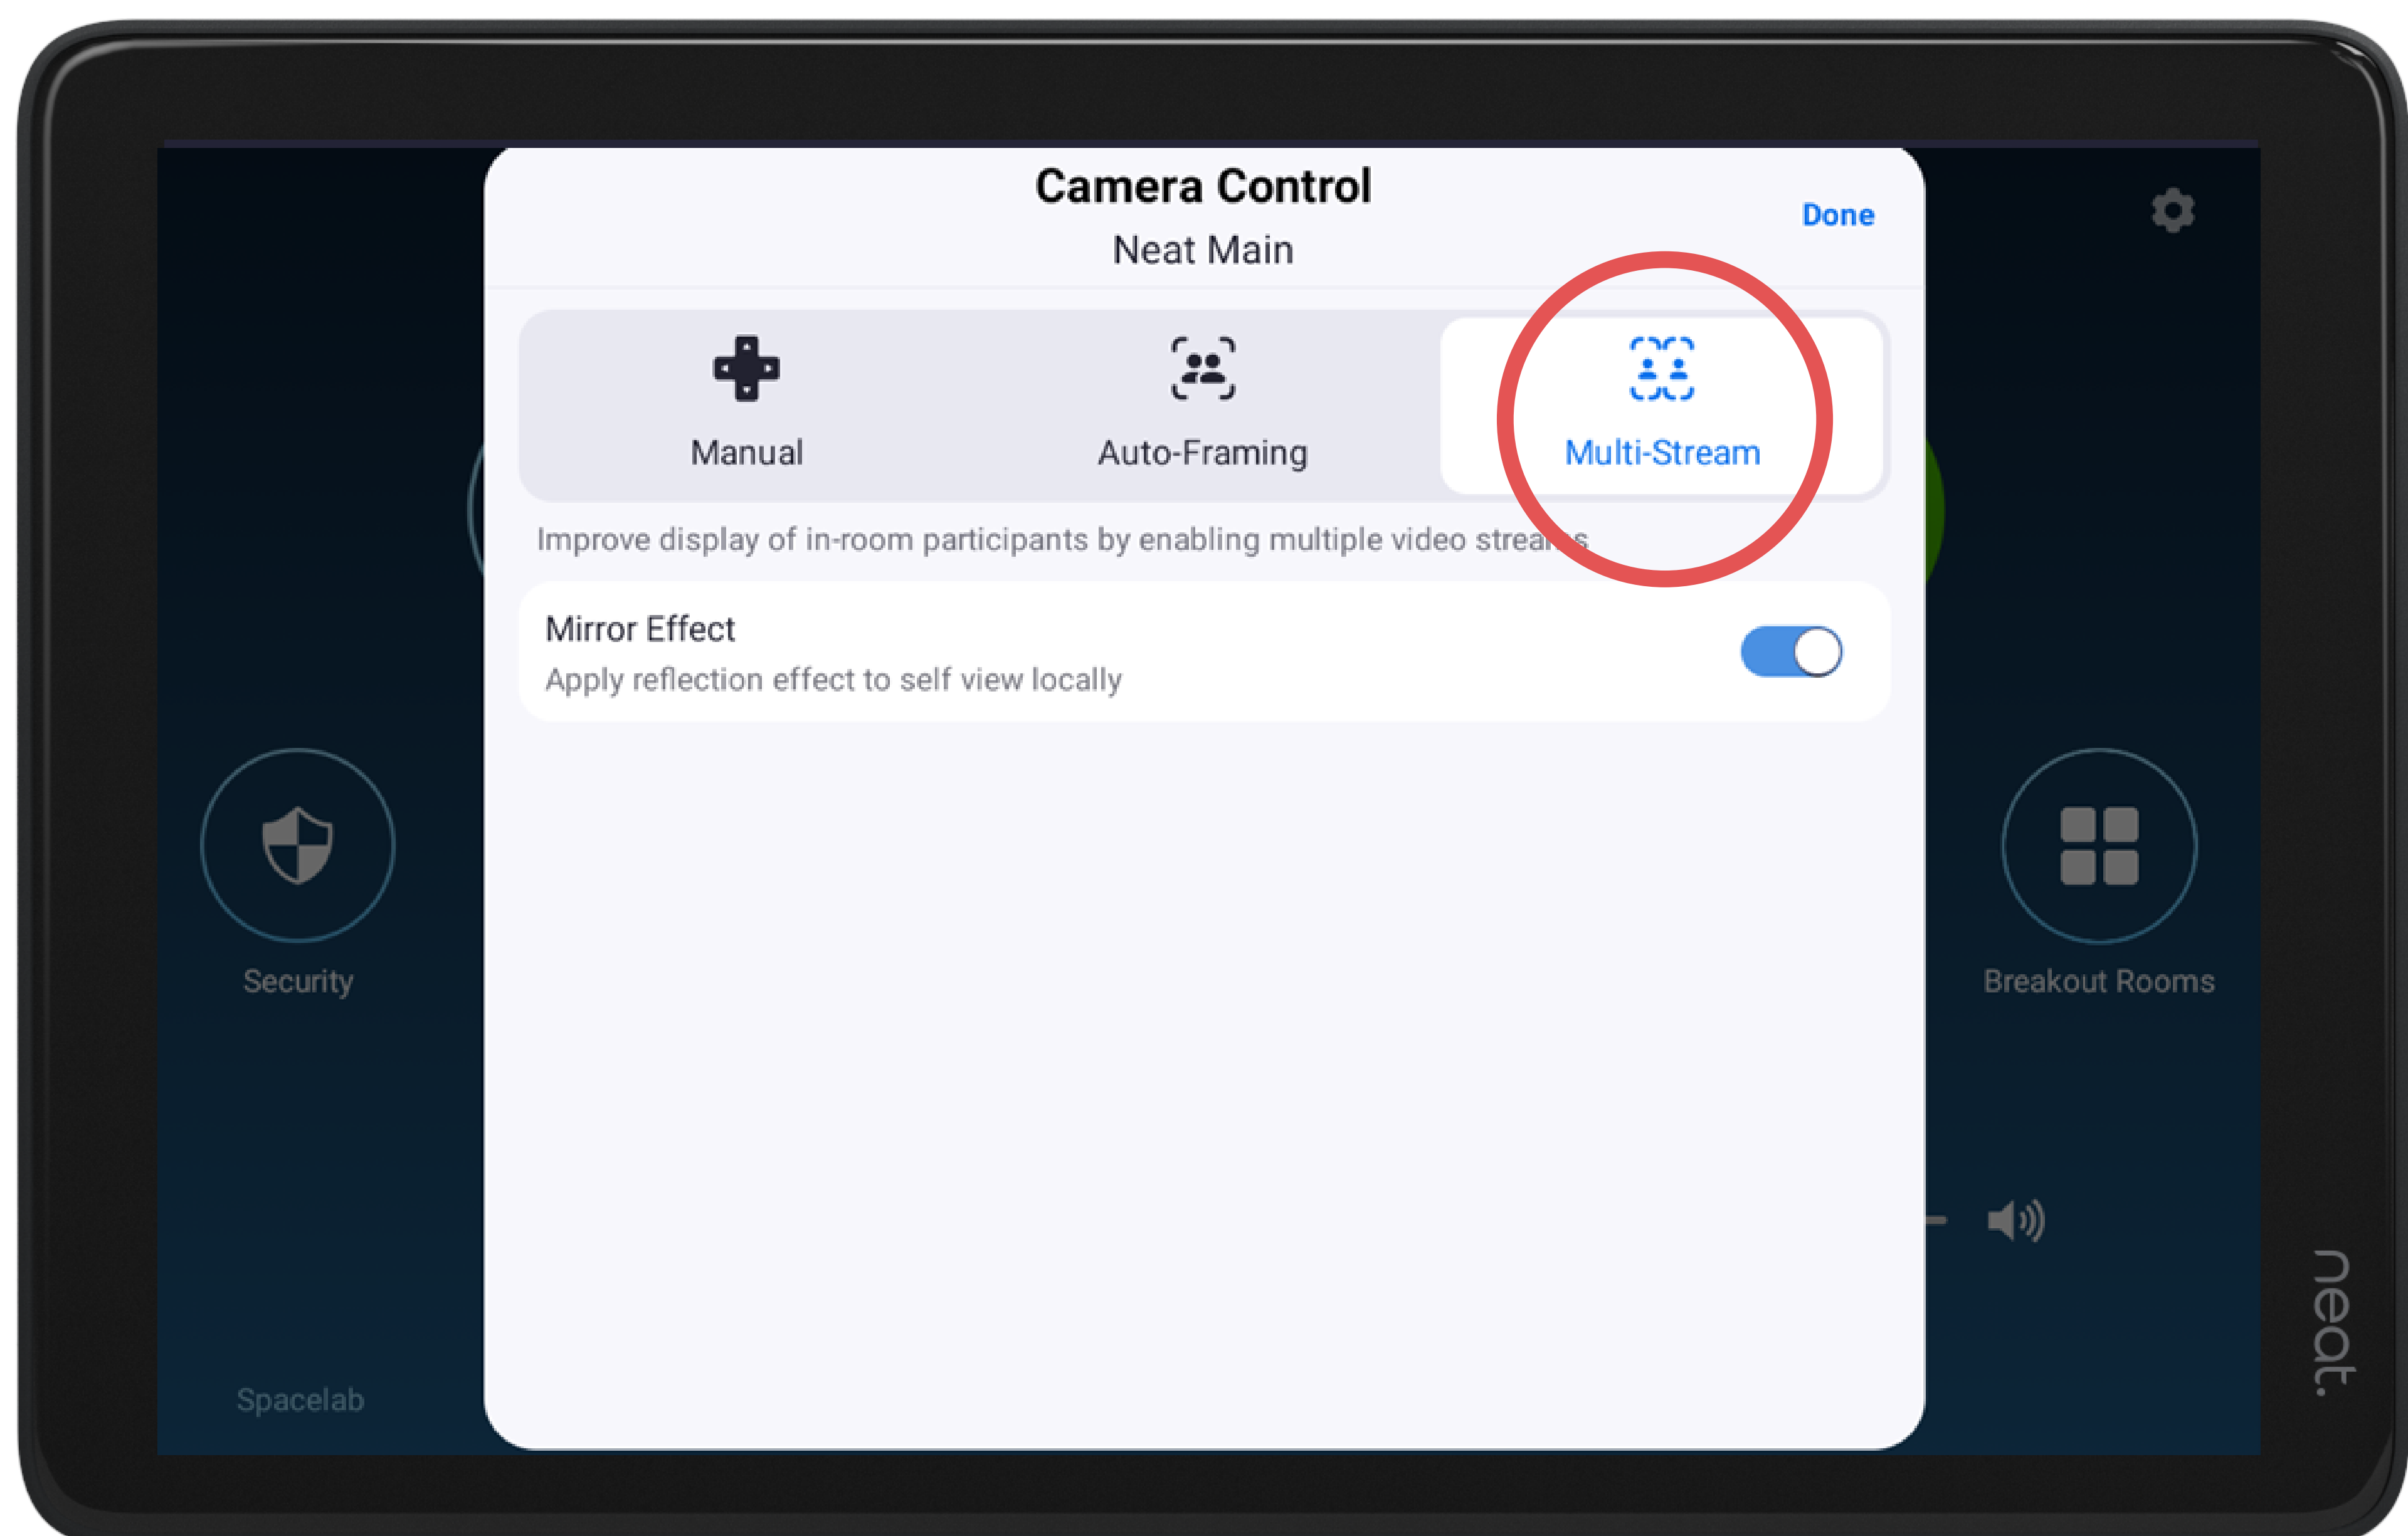 Camera Control
Neat Main
Done
Manual
Auto-Framing
Multi-Stream
Improve display of in-room participants by enabling multiple video streams
Mirror Effect
Apply reflection effect to self view locally
Security
Breakout Rooms
Spacelab
neat.